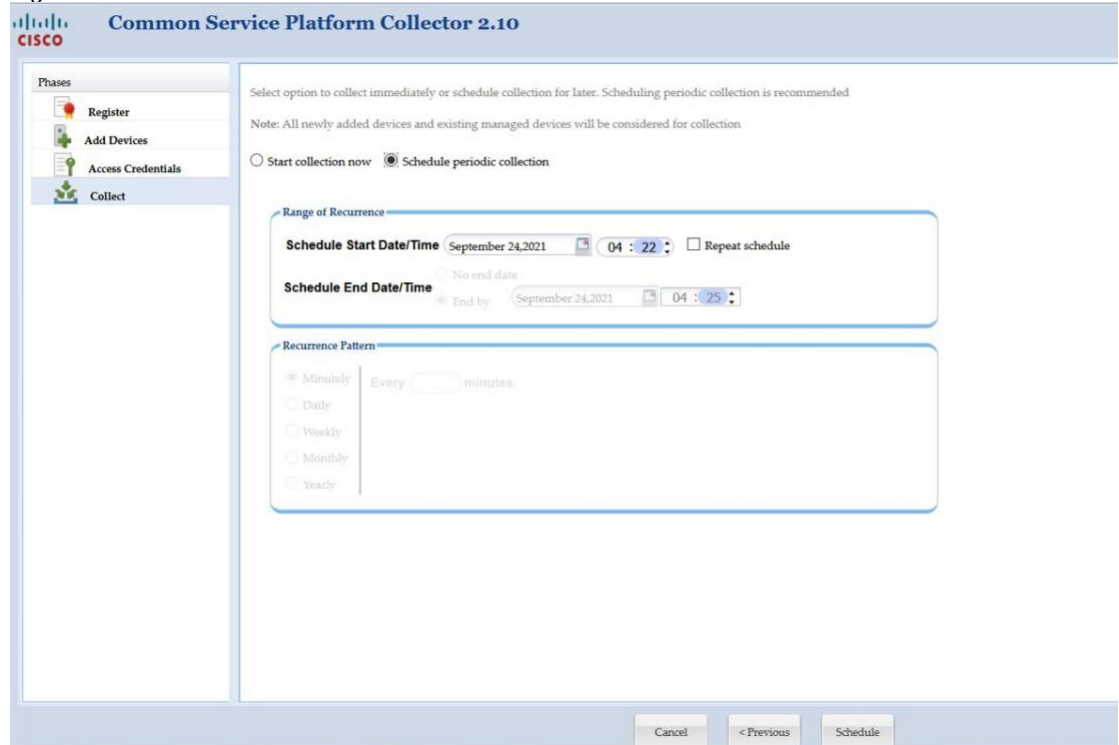 CISCO
Common Service Platform Collector 2.10
Phases
Register
Add Devices
Access Credentials
Collect
Select option to collect immediately or schedule collection for later. Scheduling periodic collection is recommended
Note: All newly added devices and existing managed devices will be considered for collection
Start collection now Schedule periodic collection
Range of Recurrence
Schedule Start Date/Time September 24,2021 04 : 22 Repeat schedule
No end date
Schedule End Date/Time
End by September 24,2021 04 : 25
Recurrence Pattern
Minutely Every minutes.
Daily
Weekly
Monthly
Yearly
Cancel < Previous Schedule